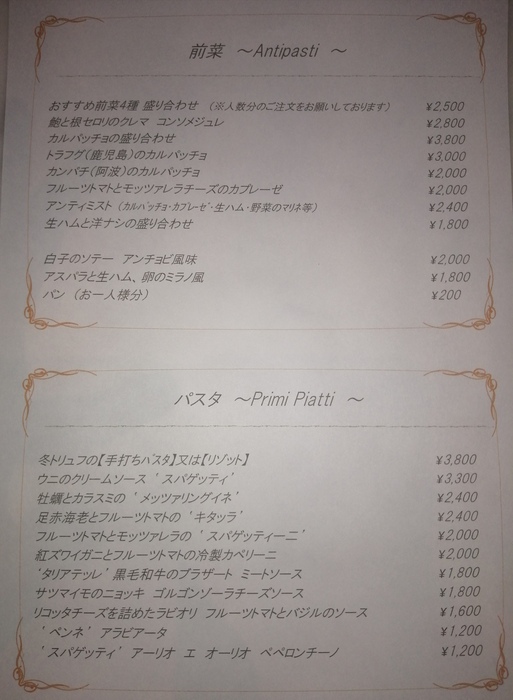 前菜 ～Antipasti ～
おすすめ前菜4種 盛り合わせ (※人数分のご注文をお願いしております) ¥2,500
鮑と根セロリのクレマ コンソメジュレ ¥2,800
カルパッチョの盛り合わせ ¥3,800
トラフグ(鹿児島)のカルパッチョ ¥3,000
カンパチ(阿波)のカルパッチョ ¥2,000
フルーツトマトとモッツァレラチーズのカプレーゼ ¥2,000
アンティミスト (カルパッチョ・カプレーゼ・生ハム・野菜のマリネ等) ¥2,400
生ハムと洋ナシの盛り合わせ ¥1,800
白子のソテー アンチョビ風味 ¥2,000
アスパラと生ハム、卵のミラノ風 ¥1,800
パン (お一人様分) ¥200
パスタ ～Primi Piatti ～
冬トリュフの【手打ちパスタ】又は【リゾット】 ¥3,800
ウニのクリームソース ‘スパゲッティ’ ¥3,300
牡蠣とカラスミの ‘メッツァリングイネ’ ¥2,400
足赤海老とフルーツトマトの ‘キタッラ’ ¥2,400
フルーツトマトとモッツァレラの ‘スパゲッティーニ’ ¥2,000
紅ズワイガニとフルーツトマトの冷製カペリーニ ¥2,000
‘タリアテッレ’ 黒毛和牛のブラザート ミートソース ¥1,800
サツマイモのニョッキ ゴルゴンゾーラチーズソース ¥1,800
リコッタチーズを詰めたラビオリ フルーツトマトとバジルのソース ¥1,600
‘ペンネ’ アラビアータ ¥1,200
‘スパゲッティ’ アーリオ エ オーリオ ペペロンチーノ ¥1,200